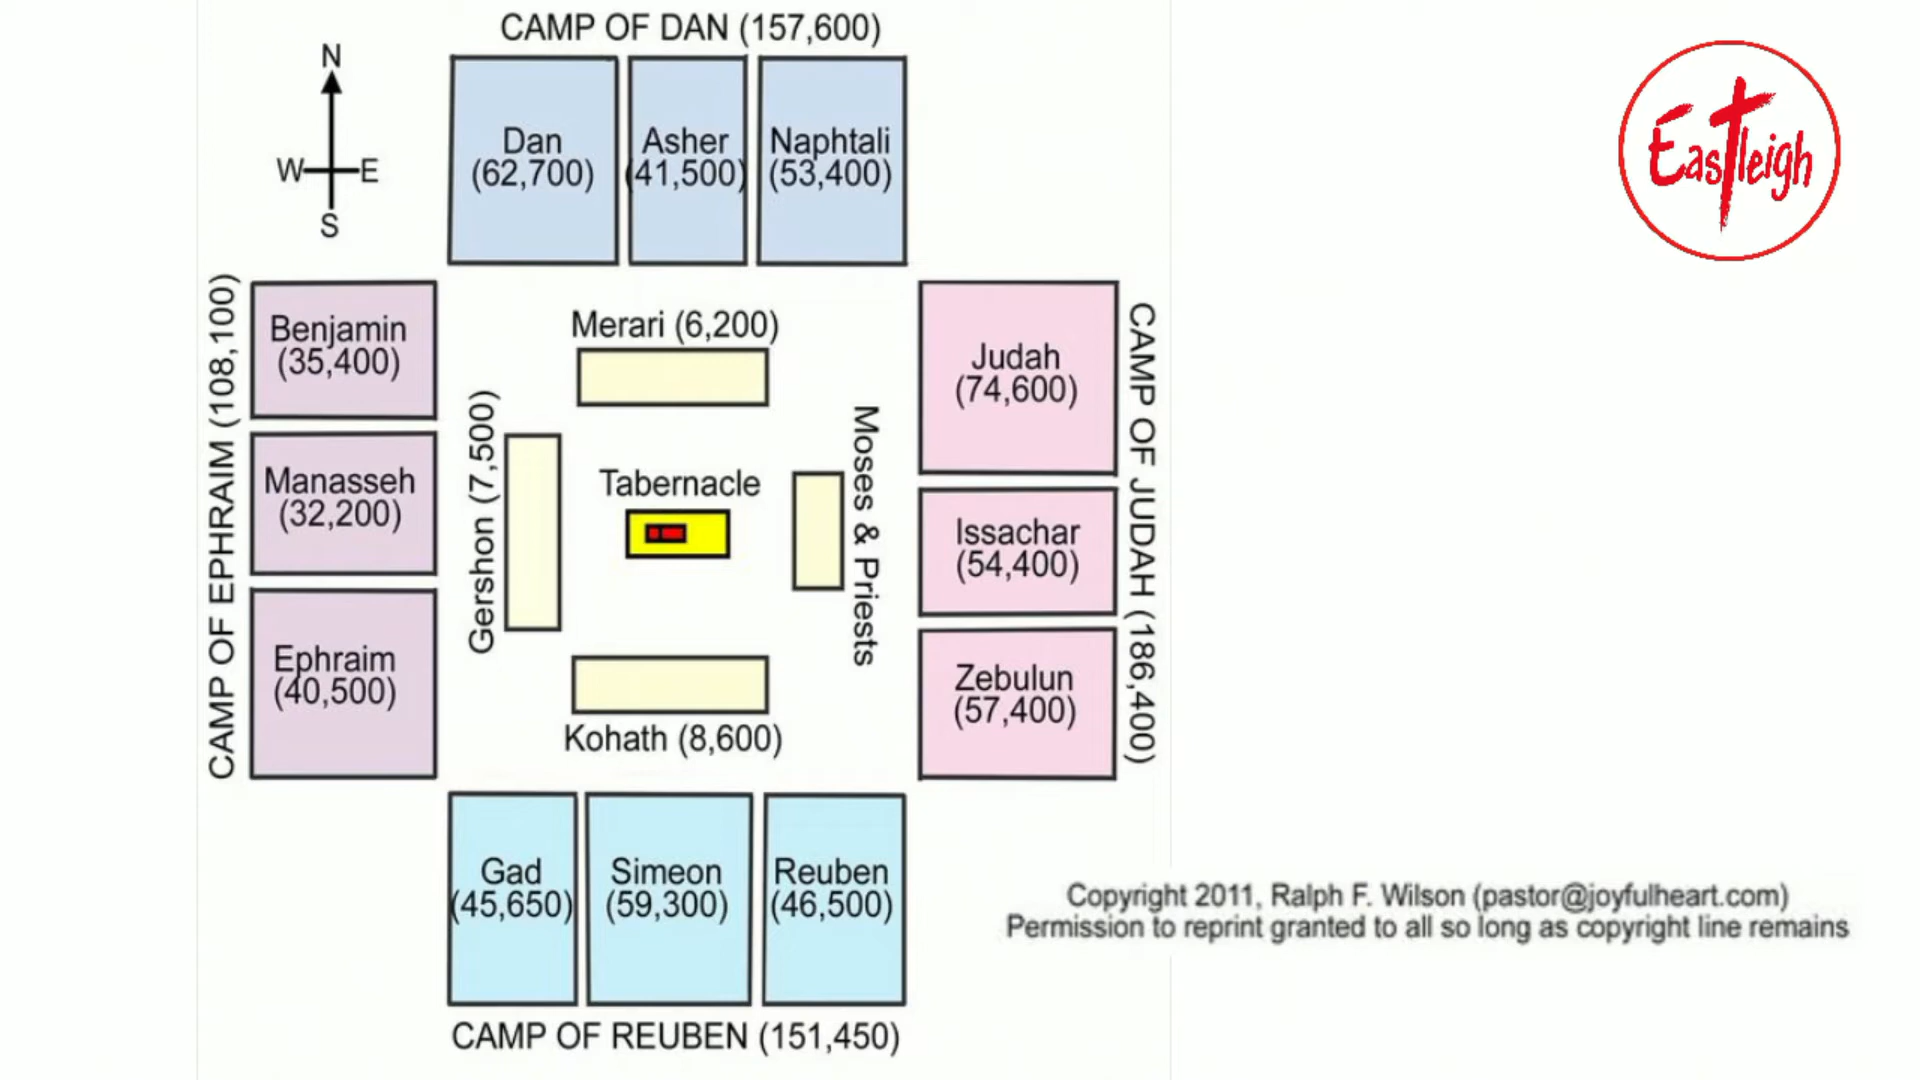 CAMP OF DAN (157,600)
N
W
E
S
Dan
(62,700)
Asher
(41,500)
Naphtali
(53,400)
Eastleigh
CAMP OF EPHRAIM (108,100)
Benjamin
(35,400)
Manasseh
(32,200)
Ephraim
(40,500)
Merari (6,200)
Gershon (7,500)
Tabernacle
Moses & Priests
Kohath (8,600)
Judah
(74,600)
Issachar
(54,400)
Zebulun
(57,400)
CAMP OF JUDAH (186,400)
Gad
(45,650)
Simeon
(59,300)
Reuben
(46,500)
CAMP OF REUBEN (151,450)
Copyright 2011, Ralph F. Wilson (pastor@joyfulheart.com)
Permission to reprint granted to all so long as copyright line remains